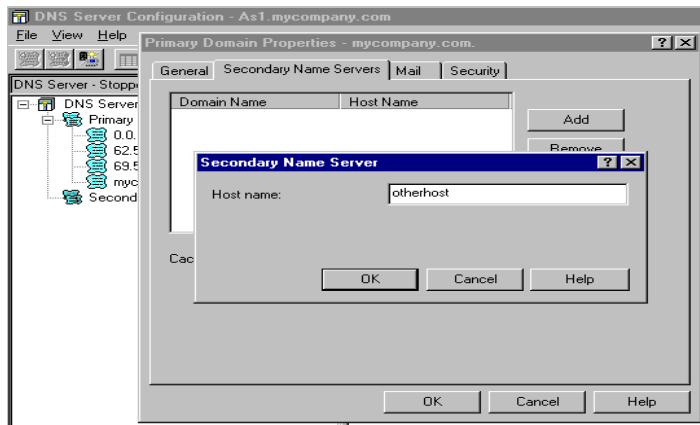 DNS Server Configuration - As1.mycompany.com
File View Help
Primary Domain Properties - mycompany.com.
General Secondary Name Servers Mail Security
DNS Server - Stopp
DNS Server
Primary
0.0.
62.5
69.5
myc
Second
Domain Name Host Name
Add
Remove
Secondary Name Server
Host name: otherhost
Cac
OK Cancel Help
OK Cancel Help